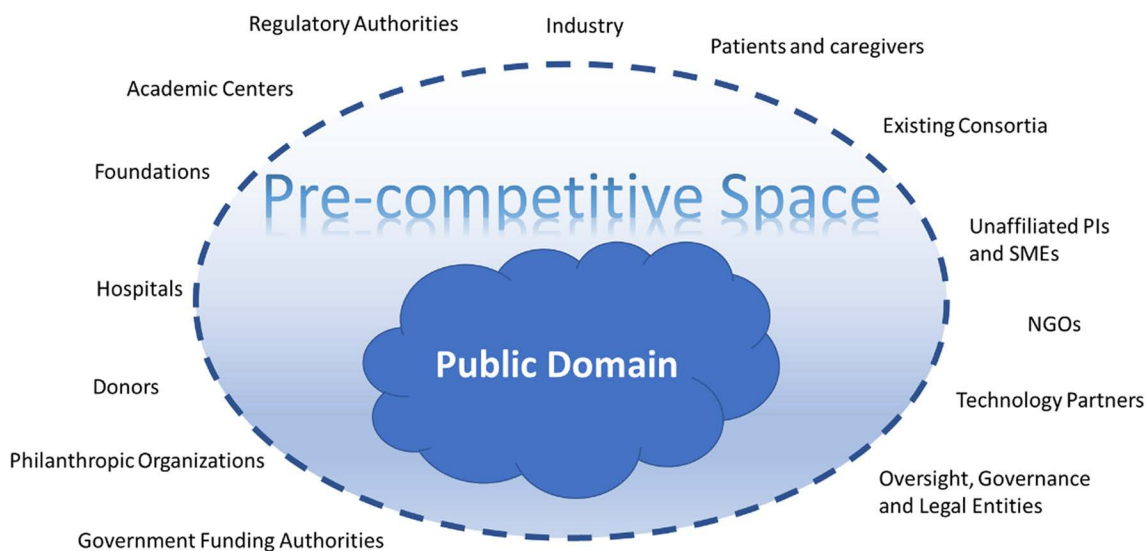 Regulatory Authorities
Industry
Patients and caregivers
Academic Centers
Existing Consortia
Foundations
Pre-competitive Space
Unaffiliated PIs
and SMEs
Hospitals
NGOs
Public Domain
Donors
Technology Partners
Philanthropic Organizations
Oversight, Governance
and Legal Entities
Government Funding Authorities